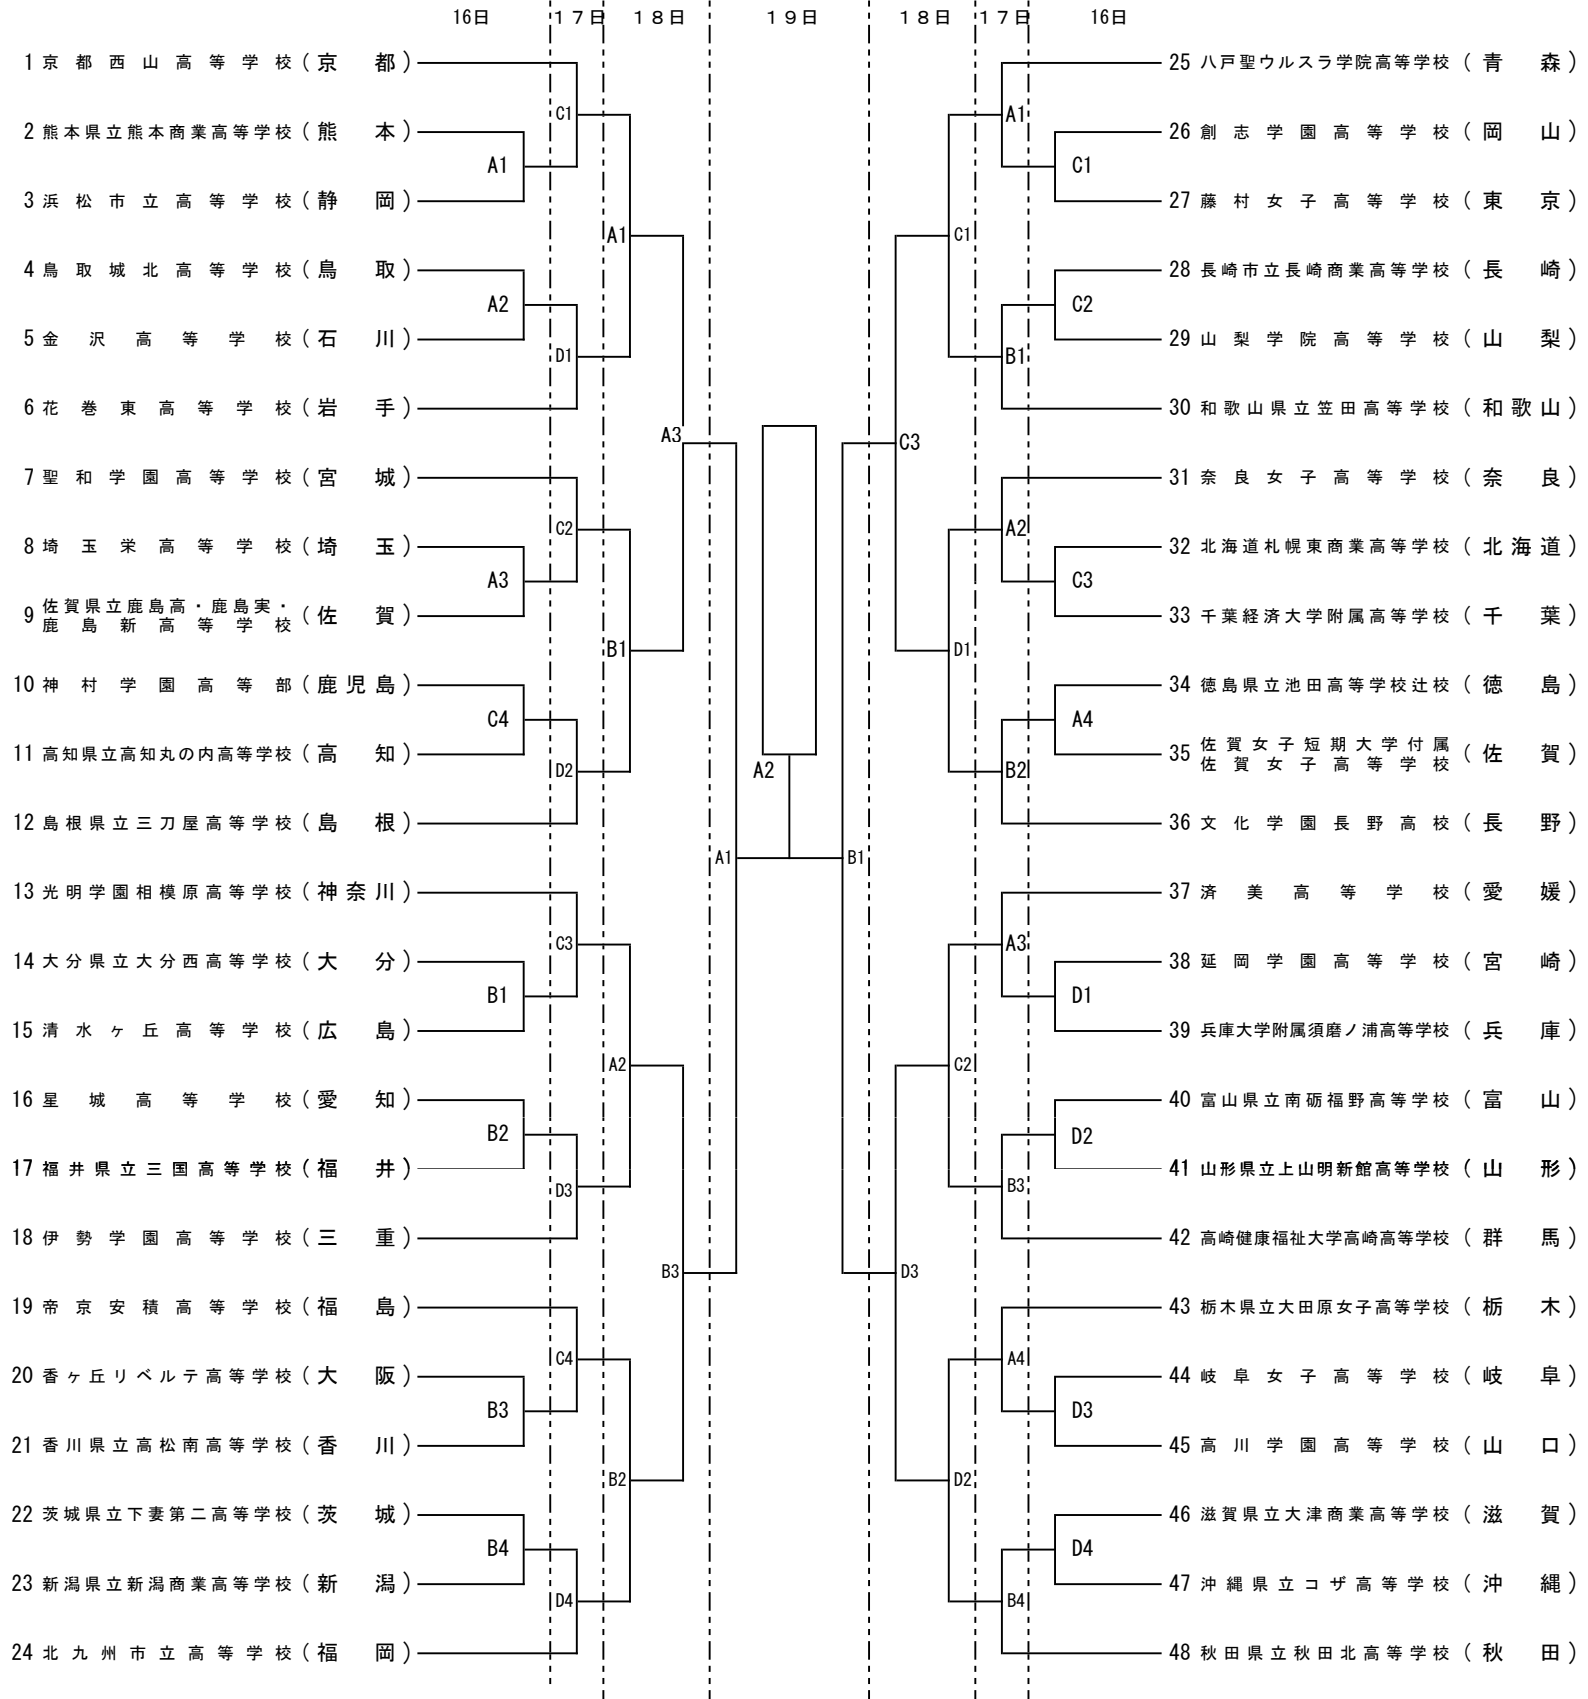 16日 １７日 １８日 １９日 １８日 １７日 16日
1 京都西山高等学校（京都）
C1
2 熊本県立熊本商業高等学校（熊本）
A1
3 浜松市立高等学校（静岡）
A1
4 鳥取城北高等学校（鳥取）
A2
5 金沢高等学校（石川）
D1
6 花巻東高等学校（岩手）
A3
7 聖和学園高等学校（宮城）
C2
8 埼玉栄高等学校（埼玉）
A3
9 佐賀県立鹿島高・鹿島実・
鹿島新高等学校（佐賀）
B1
10 神村学園高等部（鹿児島）
C4
11 高知県立高知丸の内高等学校（高知）
D2
12 島根県立三刀屋高等学校（島根）
A1
13 光明学園相模原高等学校（神奈川）
C3
14 大分県立大分西高等学校（大分）
B1
15 清水ヶ丘高等学校（広島）
A2
16 星城高等学校（愛知）
B2
17 福井県立三国高等学校（福井）
D3
18 伊勢学園高等学校（三重）
B3
19 帝京安積高等学校（福島）
C4
20 香ヶ丘リベルテ高等学校（大阪）
B3
21 香川県立高松南高等学校（香川）
B2
22 茨城県立下妻第二高等学校（茨城）
B4
23 新潟県立新潟商業高等学校（新潟）
D4
24 北九州市立高等学校（福岡）
A2
25 八戸聖ウルスラ学院高等学校（青森）
A1
26 創志学園高等学校（岡山）
C1
27 藤村女子高等学校（東京）
C1
28 長崎市立長崎商業高等学校（長崎）
C2
29 山梨学院高等学校（山梨）
B1
30 和歌山県立笠田高等学校（和歌山）
C3
31 奈良女子高等学校（奈良）
A2
32 北海道札幌東商業高等学校（北海道）
C3
33 千葉経済大学附属高等学校（千葉）
D1
34 徳島県立池田高等学校辻校（徳島）
A4
35 佐賀女子短期大学付属
佐賀女子高等学校（佐賀）
B2
36 文化学園長野高校（長野）
B1
37 済美高等学校（愛媛）
A3
38 延岡学園高等学校（宮崎）
D1
39 兵庫大学附属須磨ノ浦高等学校（兵庫）
C2
40 富山県立南砺福野高等学校（富山）
D2
41 山形県立上山明新館高等学校（山形）
B3
42 高崎健康福祉大学高崎高等学校（群馬）
D3
43 栃木県立大田原女子高等学校（栃木）
A4
44 岐阜女子高等学校（岐阜）
D3
45 高川学園高等学校（山口）
D2
46 滋賀県立大津商業高等学校（滋賀）
D4
47 沖縄県立コザ高等学校（沖縄）
B4
48 秋田県立秋田北高等学校（秋田）